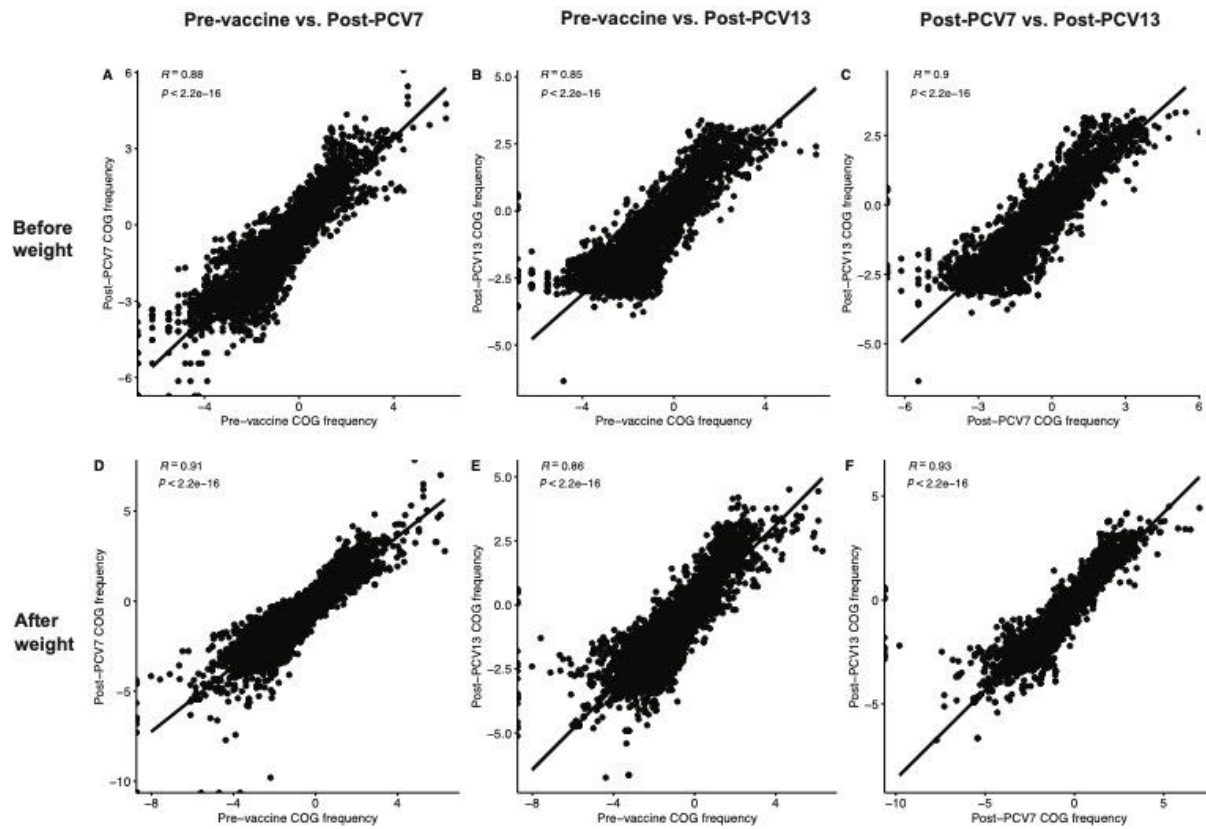 Pre-vaccine vs. Post-PCV7
Pre-vaccine vs. Post-PCV13
Post-PCV7 vs. Post-PCV13
Before
weight
A
R = 0.88
P < 2.2e-16
6
3
0
−3
−6
Post−PCV7 COG frequency
−4
0
4
Pre−vaccine COG frequency
B
R = 0.85
P < 2.2e-16
5.0
2.5
0.0
−2.5
−5.0
Post−PCV13 COG frequency
−4
0
4
Pre−vaccine COG frequency
C
R = 0.9
P < 2.2e-16
2.5
0.0
−2.5
−5.0
Post−PCV13 COG frequency
−6
−3
0
3
6
Post−PCV7 COG frequency
After
weight
D
R = 0.91
P < 2.2e-16
5
0
−5
−10
Post−PCV7 COG frequency
−8
−4
0
4
Pre−vaccine COG frequency
E
R = 0.86
P < 2.2e-16
5.0
2.5
0.0
−2.5
−5.0
Post−PCV13 COG frequency
−8
−4
0
4
Pre−vaccine COG frequency
F
R = 0.93
P < 2.2e-16
5
0
−5
Post−PCV13 COG frequency
−10
−5
0
5
Post−PCV7 COG frequency